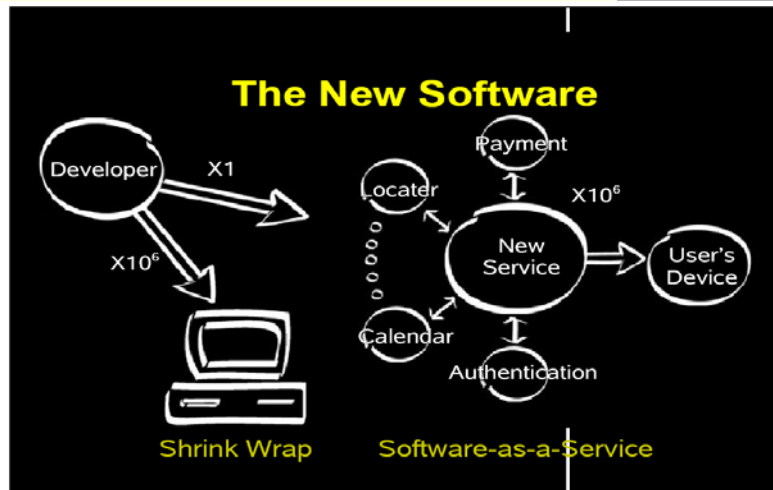 The New Software
Developer
X1
X10⁶
Payment
Locater
X10⁶
New
Service
User's
Device
Calendar
Authentication
Shrink Wrap
Software-as-a-Service